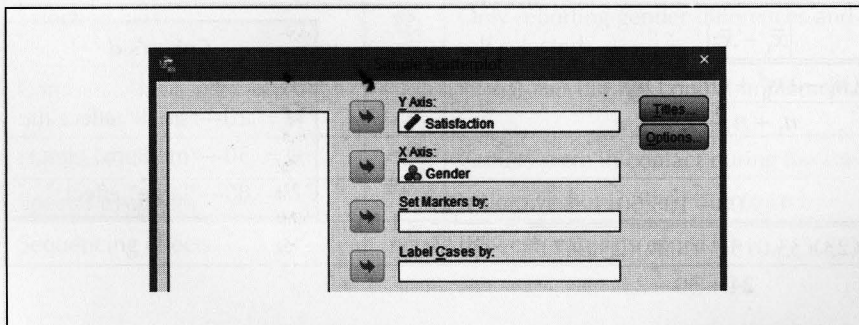 Simple Scatterplot
Y Axis:
Satisfaction
Titles...
Options...
X Axis:
Gender
Set Markers by:
Label Cases by: